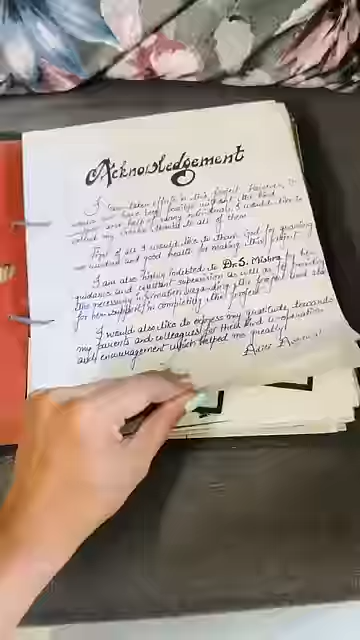 Acknowledgement
I have taken efforts in this project. However, it
would not have been possible without the kind
support and help of many individuals. I would like to
extend my sincere thanks to all of them.
First of all I would like to thank God for granting
me wisdom and good health for making this project.
I am also highly indebted to Dr. S. Mishra for her
guidance and constant supervision as well as for providing
the necessary information regarding this project and also
for her support in completing this project.
I would also like to express my gratitude towards
my parents and colleagues for their kind co-operation
and encouragement which helped me greatly!